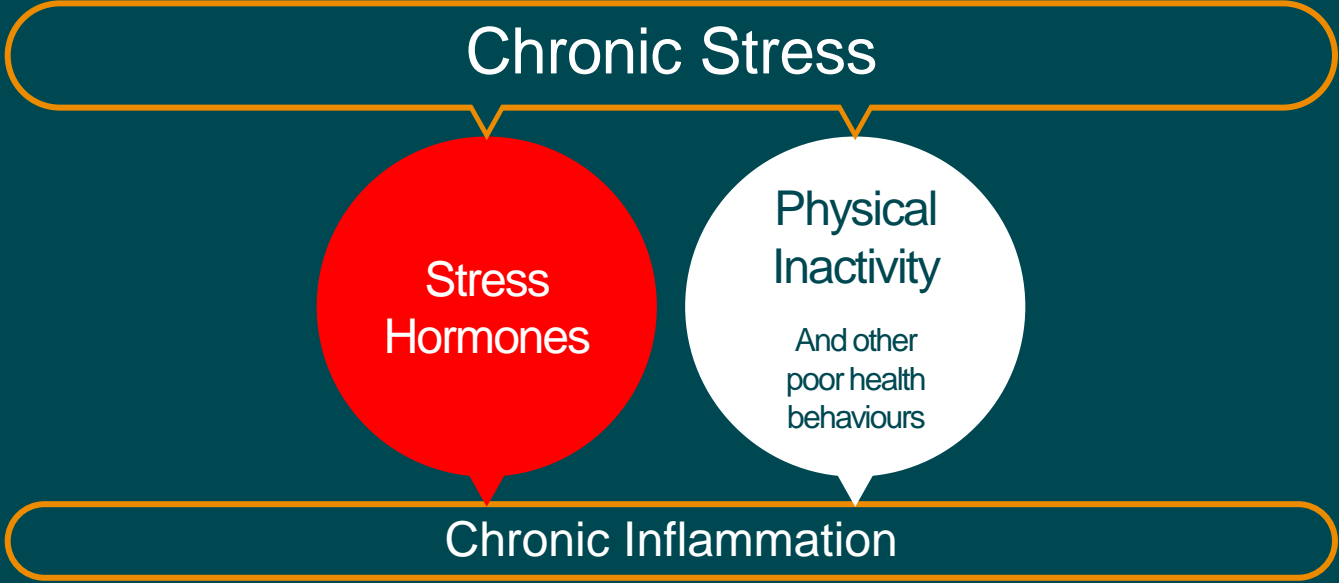 Chronic Stress
Stress
Hormones
Physical
Inactivity
And other
poor health
behaviours
Chronic Inflammation